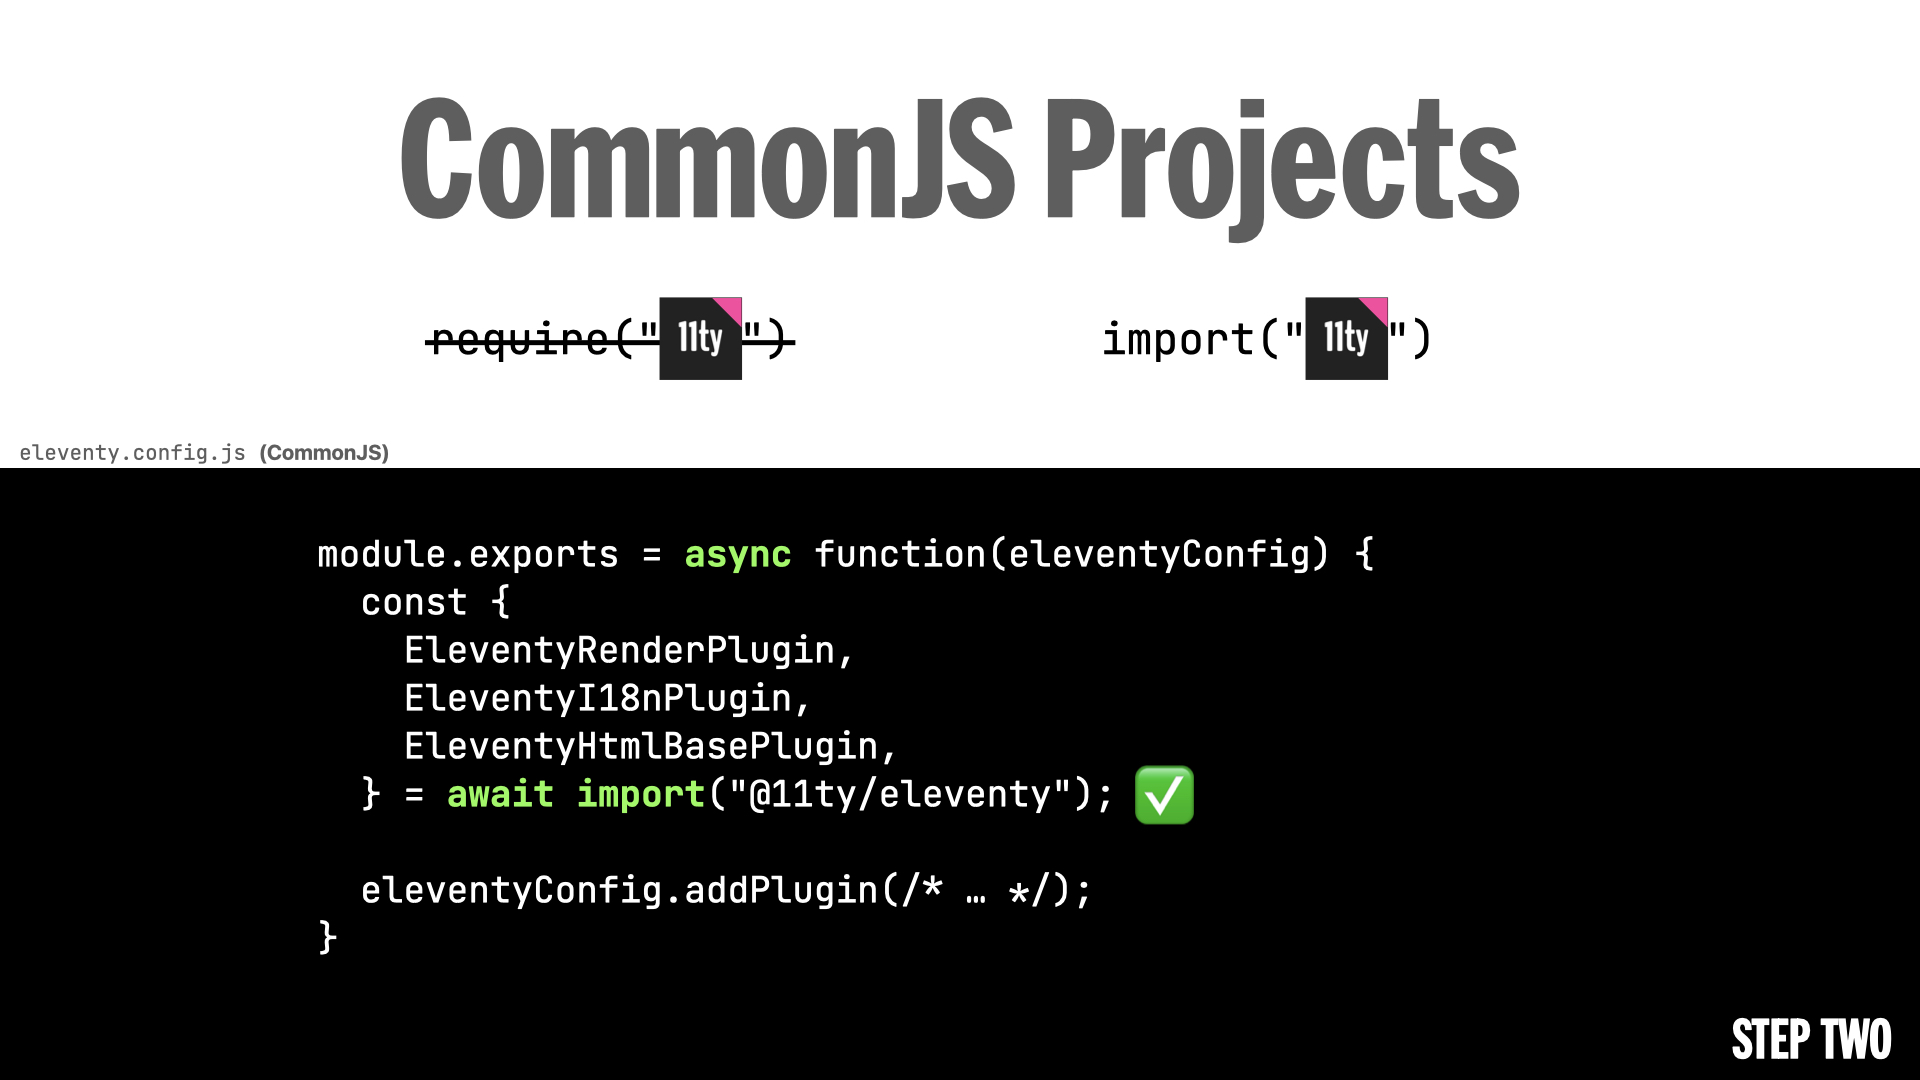 CommonJS Projects
require("11ty")
import("11ty")
eleventy.config.js (CommonJS)
module.exports = async function(eleventyConfig) {
  const {
    EleventyRenderPlugin,
    EleventyI18nPlugin,
    EleventyHtmlBasePlugin,
  } = await import("@11ty/eleventy"); ✅
  eleventyConfig.addPlugin(/* … */);
}
STEP TWO